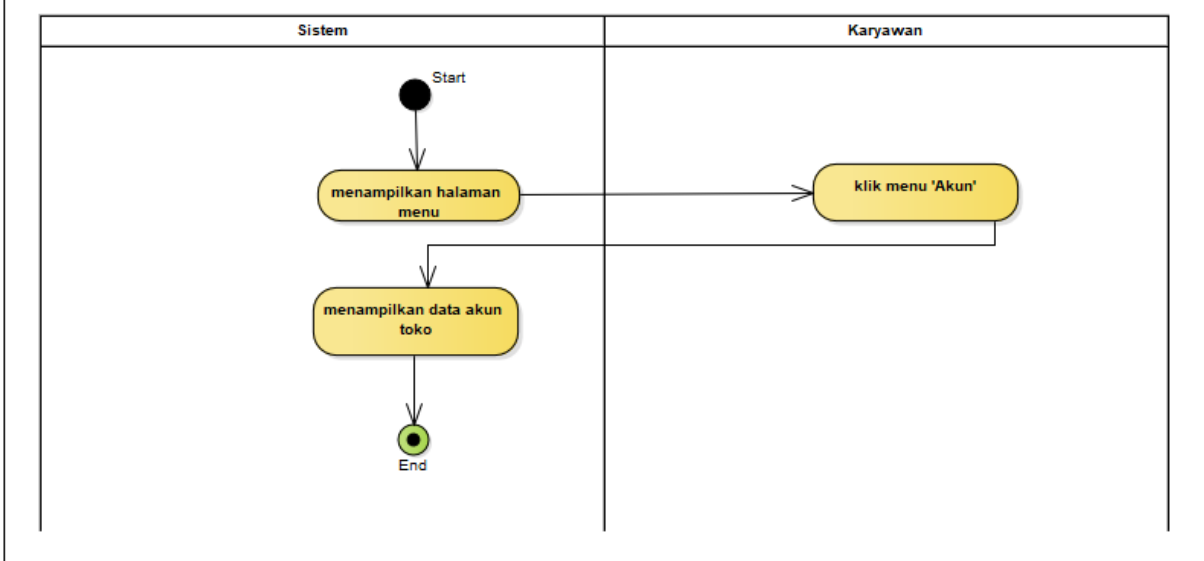 Sistem
Karyawan
Start
menampilkan halaman
menu
klik menu 'Akun'
menampilkan data akun
toko
End